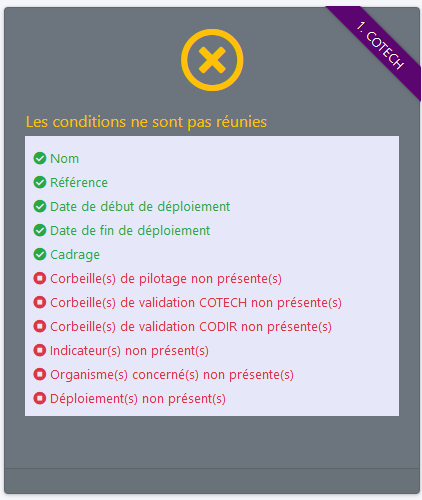 1. COTECH
Les conditions ne sont pas réunies
Nom
Référence
Date de début de déploiement
Date de fin de déploiement
Cadrage
Corbeille(s) de pilotage non présente(s)
Corbeille(s) de validation COTECH non présente(s)
Corbeille(s) de validation CODIR non présente(s)
Indicateur(s) non présent(s)
Organisme(s) concerné(s) non présente(s)
Déploiement(s) non présent(s)